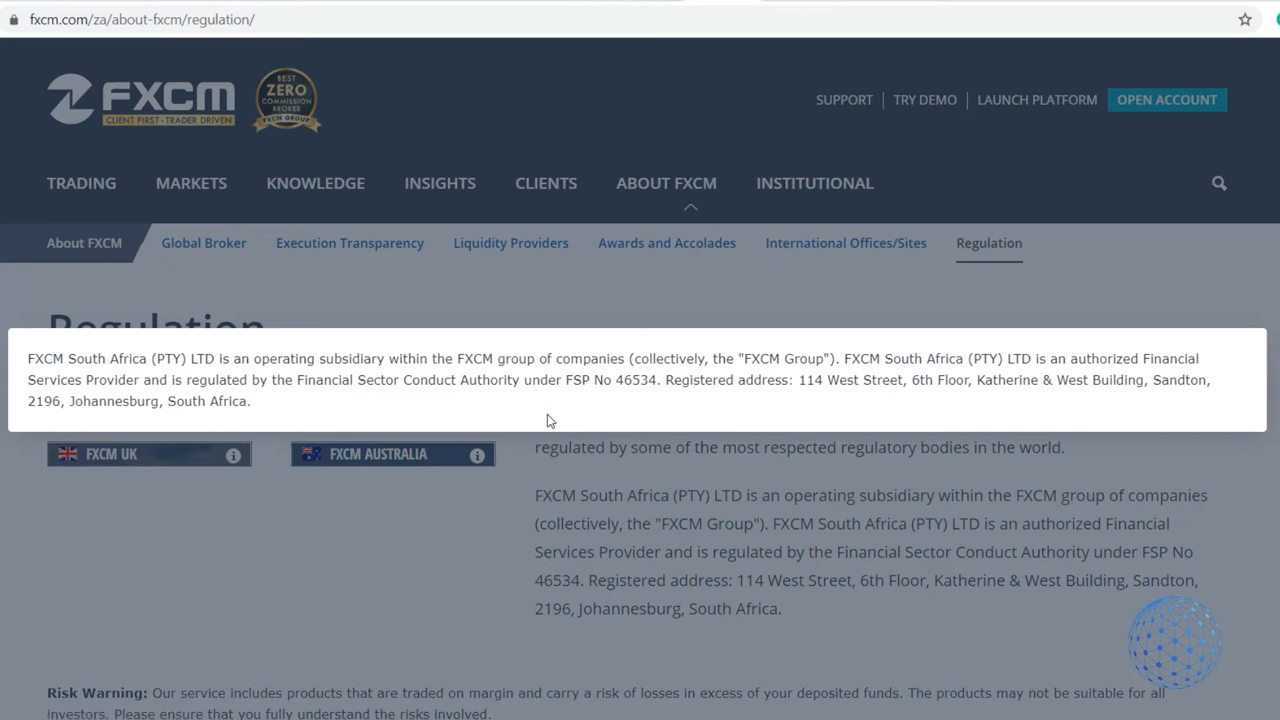 fxcm.com/za/about-fxcm/regulation/
FXCM
CLIENT FIRST • TRADER DRIVEN
BEST
ZERO
COMMISSION
BROKER
FXCM GROUP
SUPPORT
TRY DEMO
LAUNCH PLATFORM
OPEN ACCOUNT
TRADING
MARKETS
KNOWLEDGE
INSIGHTS
CLIENTS
ABOUT FXCM
INSTITUTIONAL
About FXCM
Global Broker
Execution Transparency
Liquidity Providers
Awards and Accolades
International Offices/Sites
Regulation
Regulation
FXCM South Africa (PTY) LTD is an operating subsidiary within the FXCM group of companies (collectively, the "FXCM Group"). FXCM South Africa (PTY) LTD is an authorized Financial
Services Provider and is regulated by the Financial Sector Conduct Authority under FSP No 46534. Registered address: 114 West Street, 6th Floor, Katherine & West Building, Sandton,
2196, Johannesburg, South Africa.
FXCM UK
FXCM AUSTRALIA
regulated by some of the most respected regulatory bodies in the world.
FXCM South Africa (PTY) LTD is an operating subsidiary within the FXCM group of companies
(collectively, the "FXCM Group"). FXCM South Africa (PTY) LTD is an authorized Financial
Services Provider and is regulated by the Financial Sector Conduct Authority under FSP No
46534. Registered address: 114 West Street, 6th Floor, Katherine & West Building, Sandton,
2196, Johannesburg, South Africa.
Risk Warning: Our service includes products that are traded on margin and carry a risk of losses in excess of your deposited funds. The products may not be suitable for all
investors. Please ensure that you fully understand the risks involved.